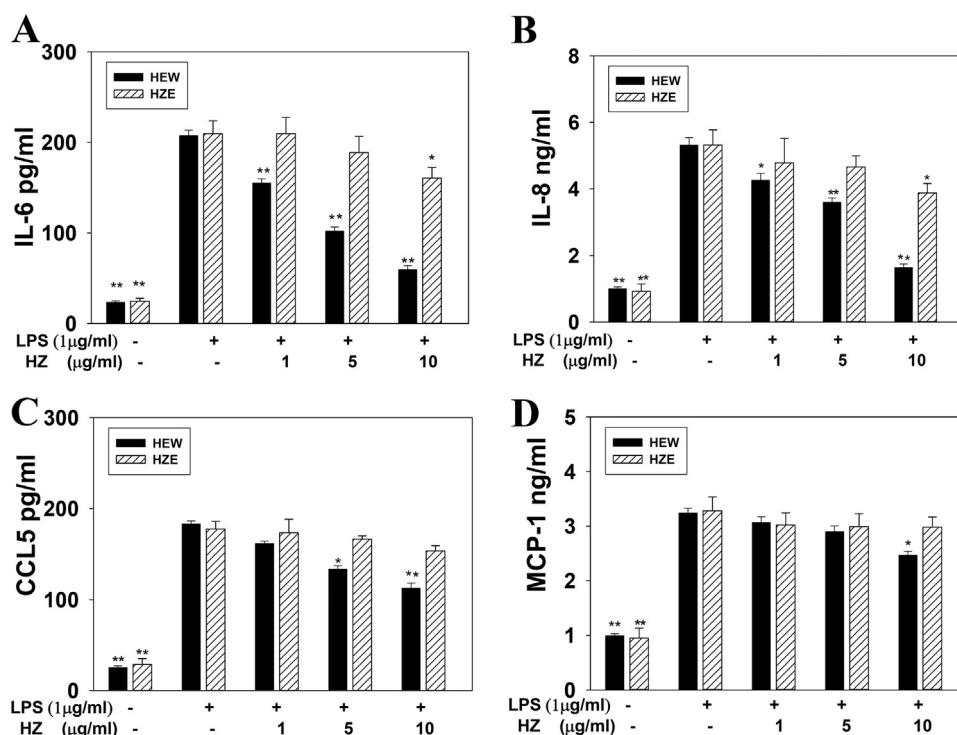 A
300
200
100
0
IL-6 pg/ml
HEW
HZE
** **
**
**
**
*
LPS (1µg/ml) - + + + +
HZ (µg/ml) - - 1 5 10
B
8
6
4
2
0
IL-8 ng/ml
HEW
HZE
** **
*
**
**
*
LPS (1µg/ml) - + + + +
HZ (µg/ml) - - 1 5 10
C
300
200
100
0
CCL5 pg/ml
HEW
HZE
** **
*
**
LPS (1µg/ml) - + + + +
HZ (µg/ml) - - 1 5 10
D
5
4
3
2
1
0
MCP-1 ng/ml
HEW
HZE
** **
*
LPS (1µg/ml) - + + + +
HZ (µg/ml) - - 1 5 10